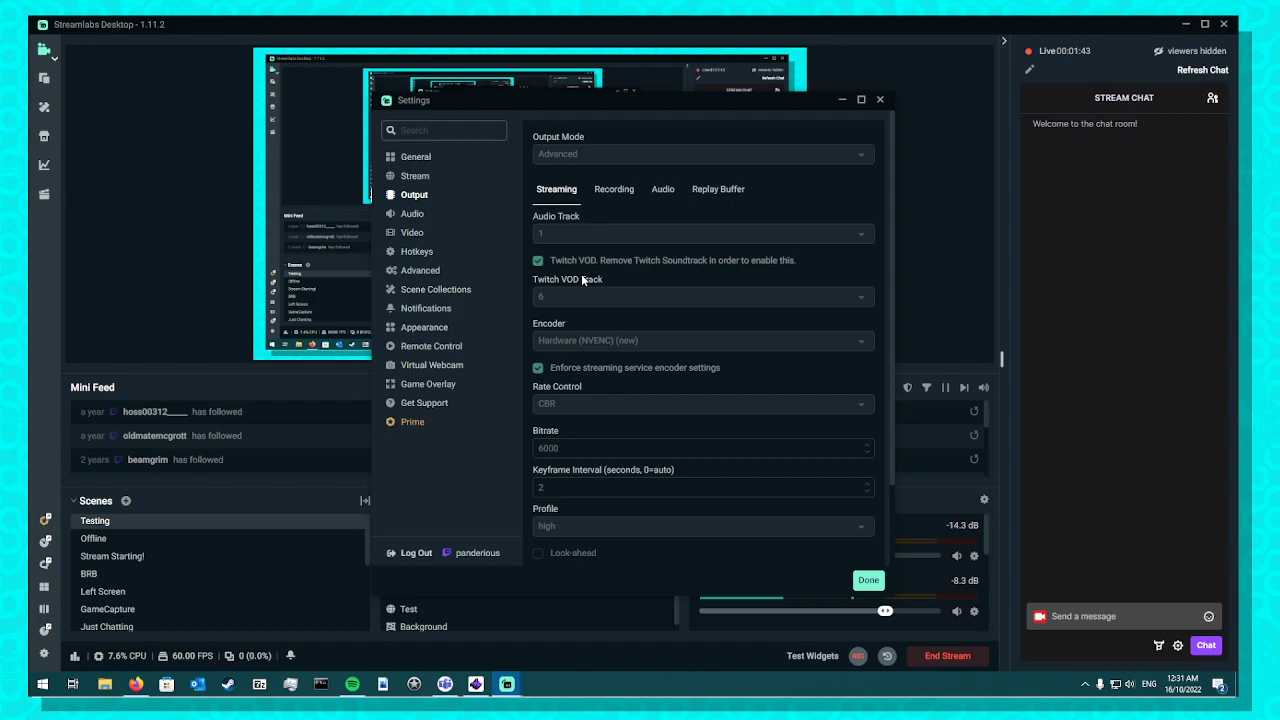 Streamlabs Desktop - 1.11.2
Live 00:01:43
viewers hidden
Refresh Chat
STREAM CHAT
Welcome to the chat room!
Settings
Search
General
Stream
Output
Audio
Video
Hotkeys
Advanced
Scene Collections
Notifications
Appearance
Remote Control
Virtual Webcam
Game Overlay
Get Support
Prime
Log Out panderious
Output Mode
Advanced
Streaming Recording Audio Replay Buffer
Audio Track
1
Twitch VOD. Remove Twitch Soundtrack in order to enable this.
Twitch VOD Track
6
Encoder
Hardware (NVENC) (new)
Enforce streaming service encoder settings
Rate Control
CBR
Bitrate
6000
Keyframe Interval (seconds, 0=auto)
2
Profile
high
Look-ahead
Done
Mini Feed
a year hoss00312____ has followed
a year oldmatemcgrott has followed
2 years beamgrim has followed
Scenes
Testing
Offline
Stream Starting!
BRB
Left Screen
GameCapture
Just Chatting
Test
Background
-14.3 dB
-8.3 dB
Send a message
Chat
7.6% CPU 60.00 FPS 0 (0.0%)
Test Widgets REC End Stream
ENG 12:31 AM
16/10/2022
2